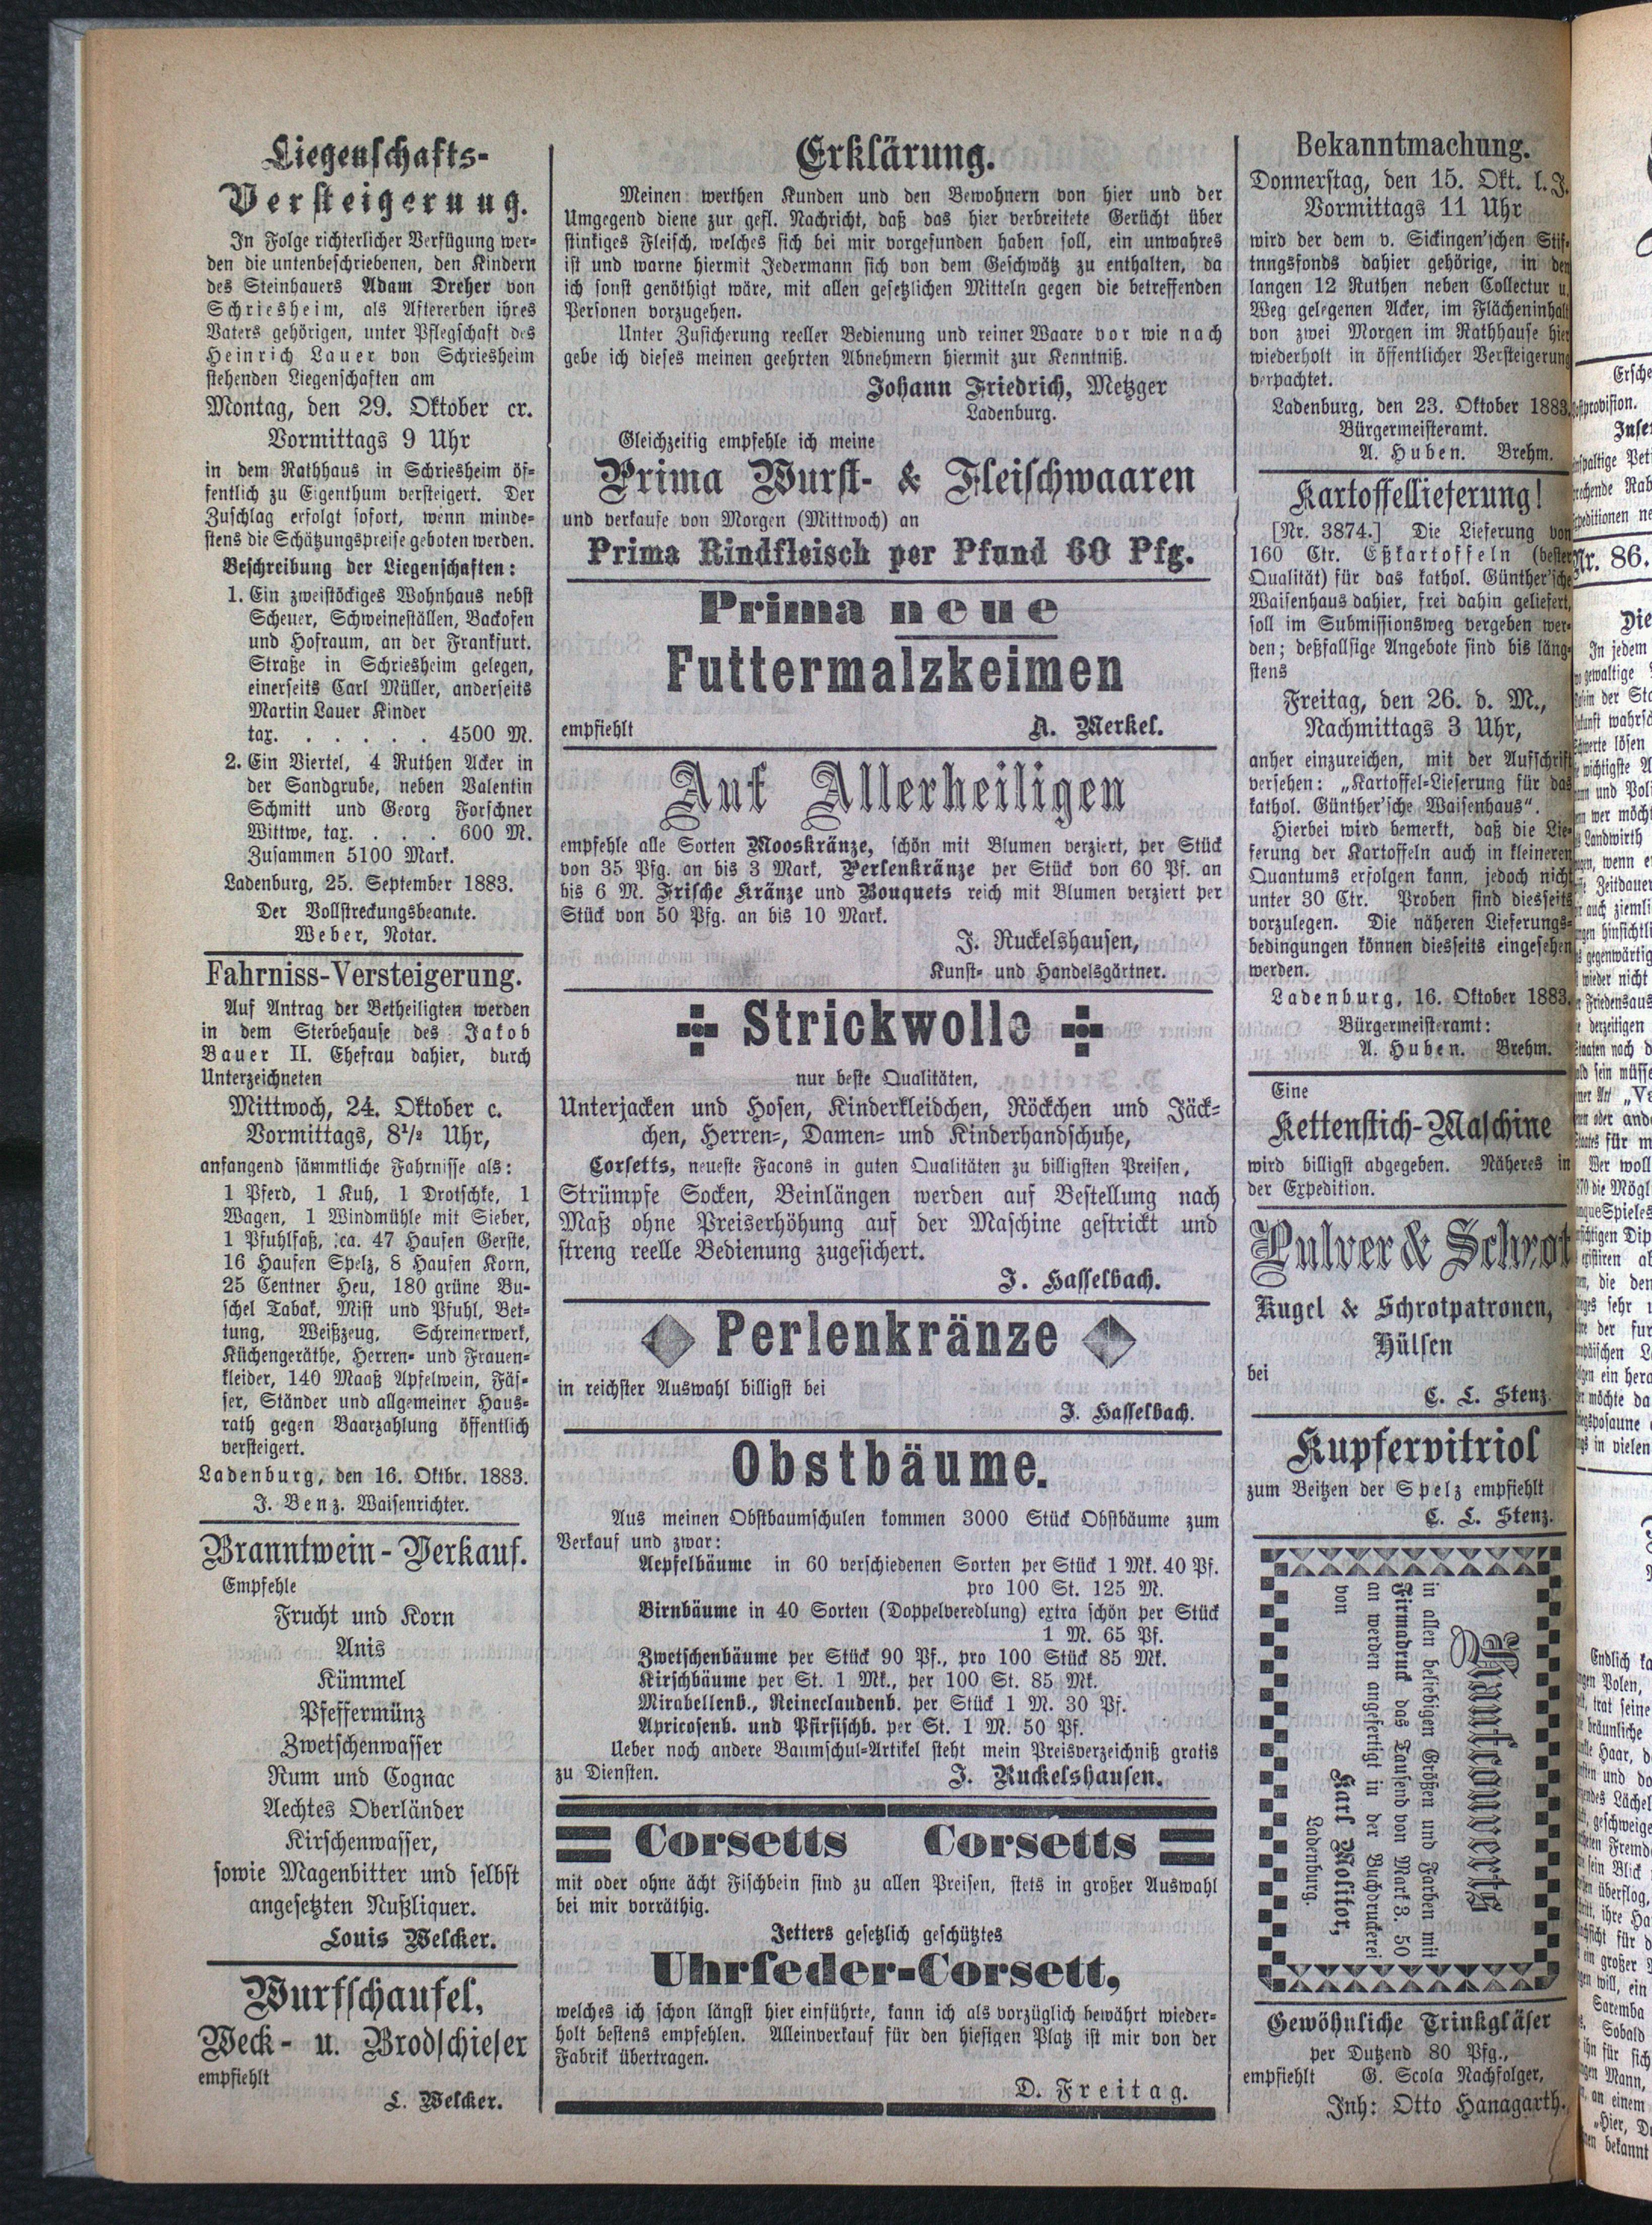 Liegenschafts-
Versteigerung.
In Folge richterlicher Verfügung wer-
den die untenbeschriebenen, den Kindern
des Steinhauers Adam Dreher von
Schriesheim, als Aftererben ihres
Vaters gehörigen, unter Pflegschaft des
Heinrich Lauer von Schriesheim
stehenden Liegenschaften am
Montag, den 29. Oktober cr.
Vormittags 9 Uhr
in dem Rathhaus in Schriesheim öf-
fentlich zu Eigenthum versteigert. Der
Zuschlag erfolgt sofort, wenn minde-
stens die Schätzungspreise geboten werden.
Beschreibung der Liegenschaften:
1. Ein zweistöckiges Wohnhaus nebst
Scheuer, Schweineställen, Backofen
und Hofraum, an der Frankfurt.
Straße in Schriesheim gelegen,
einerseits Carl Müller, anderseits
Martin Lauer Kinder
tax. . . . . . . 4500 M.
2. Ein Viertel, 4 Ruthen Acker in
der Sandgrube, neben Valentin
Schmitt und Georg Forschner
Wittwe, tax. . . . 600 M.
Zusammen 5100 Mark.
Ladenburg, 25. September 1883.
Der Vollstreckungsbeamte.
Weber, Notar.
Fahrniss-Versteigerung.
Auf Antrag der Betheiligten werden
in dem Sterbehause des Jakob
Bauer II. Ehefrau dahier, durch
Unterzeichneten
Mittwoch, 24. Oktober c.
Vormittags, 8½ Uhr,
anfangend sämmtliche Fahrnisse als:
1 Pferd, 1 Kuh, 1 Drotschke, 1
Wagen, 1 Windmühle mit Sieber,
1 Pfuhlfaß, ca. 47 Haufen Gerste,
16 Haufen Spelz, 8 Haufen Korn,
25 Centner Heu, 180 grüne Bu-
schel Tabak, Mist und Pfuhl, Bet-
tung, Weißzeug, Schreinerwerk,
Küchengeräthe, Herren- und Frauen-
kleider, 140 Maaß Apfelwein, Fäs-
ser, Ständer und allgemeiner Haus-
rath gegen Baarzahlung öffentlich
versteigert.
Ladenburg, den 16. Oktbr. 1883.
J. Benz. Waisenrichter.
Branntwein-Verkauf.
Empfehle
Frucht und Korn
Anis
Kümmel
Pfeffermünz
Zwetschenwasser
Rum und Cognac
Aechtes Oberländer
Kirschenwasser,
sowie Magenbitter und selbst
angesetzten Nußliquer.
Louis Welcker.
Wurfschaufel,
Weck- u. Brodschieser
empfiehlt
L. Welcker.
Erklärung.
Meinen werthen Kunden und den Bewohnern von hier und der
Umgegend diene zur gefl. Nachricht, daß das hier verbreitete Gerücht über
stinkiges Fleisch, welches sich bei mir vorgefunden haben soll, ein unwahres
ist und warne hiermit Jedermann sich von dem Geschwätz zu enthalten, da
ich sonst genöthigt wäre, mit allen gesetzlichen Mitteln gegen die betreffenden
Personen vorzugehen.
Unter Zusicherung reeller Bedienung und reiner Waare vor wie nach
gebe ich dieses meinen geehrten Abnehmern hiermit zur Kenntniß.
Johann Friedrich, Metzger
Ladenburg.
Gleichzeitig empfehle ich meine
Prima Wurst- & Fleischwaaren
und verkaufe von Morgen (Mittwoch) an
Prima Rindfleisch per Pfund 60 Pfg.
Prima neue
Futtermalzkeimen
empfiehlt A. Merkel.
Auf Allerheiligen
empfehle alle Sorten Mooskränze, schön mit Blumen verziert, per Stück
von 35 Pfg. an bis 3 Mark, Perlenkränze per Stück von 60 Pf. an
bis 6 M. Frische Kränze und Bouquets reich mit Blumen verziert per
Stück von 50 Pfg. an bis 10 Mark.
J. Ruckelshausen,
Kunst- und Handelsgärtner.
Strickwolle
nur beste Qualitäten,
Unterjacken und Hosen, Kinderkleidchen, Röckchen und Jäck-
chen, Herren-, Damen- und Kinderhandschuhe,
Corsetts, neueste Facons in guten Qualitäten zu billigsten Preisen,
Strümpfe Socken, Beinlängen werden auf Bestellung nach
Maß ohne Preiserhöhung auf der Maschine gestrickt und
streng reelle Bedienung zugesichert.
J. Hasselbach.
Perlenkränze
in reichster Auswahl billigst bei
J. Hasselbach.
Obstbäume.
Aus meinen Obstbaumschulen kommen 3000 Stück Obstbäume zum
Verkauf und zwar:
Aepfelbäume in 60 verschiedenen Sorten per Stück 1 Mk. 40 Pf.
pro 100 St. 125 M.
Birnbäume in 40 Sorten (Doppelveredlung) extra schön per Stück
1 M. 65 Pf.
Zwetschenbäume per Stück 90 Pf., pro 100 Stück 85 Mk.
Kirschbäume per St. 1 Mk., per 100 St. 85 Mk.
Mirabellenb., Reineclaudenb. per Stück 1 M. 30 Pf.
Apricosenb. und Pfirsischb. per St. 1 M. 50 Pf.
Ueber noch andere Baumschul-Artikel steht mein Preisverzeichniß gratis
zu Diensten. J. Ruckelshausen.
Corsetts Corsetts
mit oder ohne ächt Fischbein sind zu allen Preisen, stets in großer Auswahl
bei mir vorräthig.
Jetters gesetzlich geschütztes
Uhrfeder-Corsett,
welches ich schon längst hier einführte, kann ich als vorzüglich bewährt wieder-
holt bestens empfehlen. Alleinverkauf für den hiesigen Platz ist mir von der
Fabrik übertragen.
D. Freitag.
Bekanntmachung.
Donnerstag, den 15. Okt. l. J.
Vormittags 11 Uhr
wird der dem v. Sickingen'schen Stif-
tnngsfonds dahier gehörige, in den
langen 12 Ruthen neben Collectur u.
Weg gelegenen Acker, im Flächeninhalt
von zwei Morgen im Rathhause hier
wiederholt in öffentlicher Versteigerung
verpachtet.
Ladenburg, den 23. Oktober 1883.
Bürgermeisteramt.
A. Huben. Brehm.
Kartoffellieferung!
[Nr. 3874.] Die Lieferung von
160 Ctr. Eßkartoffeln (bester
Qualität) für das kathol. Günther'sche
Waisenhaus dahier, frei dahin geliefert,
soll im Submissionsweg vergeben wer-
den; deßfallsige Angebote sind bis läng-
stens
Freitag, den 26. d. M.,
Nachmittags 3 Uhr,
anher einzureichen, mit der Aufschrift
versehen: „Kartoffel-Lieferung für das
kathol. Günther'sche Waisenhaus“.
Hierbei wird bemerkt, daß die Lie-
ferung der Kartoffeln auch in kleineren
Quantums erfolgen kann, jedoch nicht
unter 30 Ctr. Proben sind diesseits
vorzulegen. Die näheren Lieferungs-
bedingungen können diesseits eingesehen
werden.
Ladenburg, 16. Oktober 1883.
Bürgermeisteramt:
A. Huben. Brehm.
Eine
Kettenstich-Maschine
wird billigst abgegeben. Näheres in
der Expedition.
Pulver & Schrot
Kugel & Schrotpatronen,
Hülsen
bei
C. L. Stenz.
Kupfervitriol
zum Beitzen der Spelz empfiehlt
C. L. Stenz.
Hanfcouverts
in allen beliebigen Größen und Farben mit
Firmadruck das Tausend von Mark 3. 50
an werden angefertigt in der Buchdruckerei
von
Karl Molitor,
Ladenburg.
Gewöhnliche Trinkgläser
per Dutzend 80 Pfg.,
empfiehlt G. Scola Nachfolger,
Inh: Otto Hanagarth.
Nr. 86.